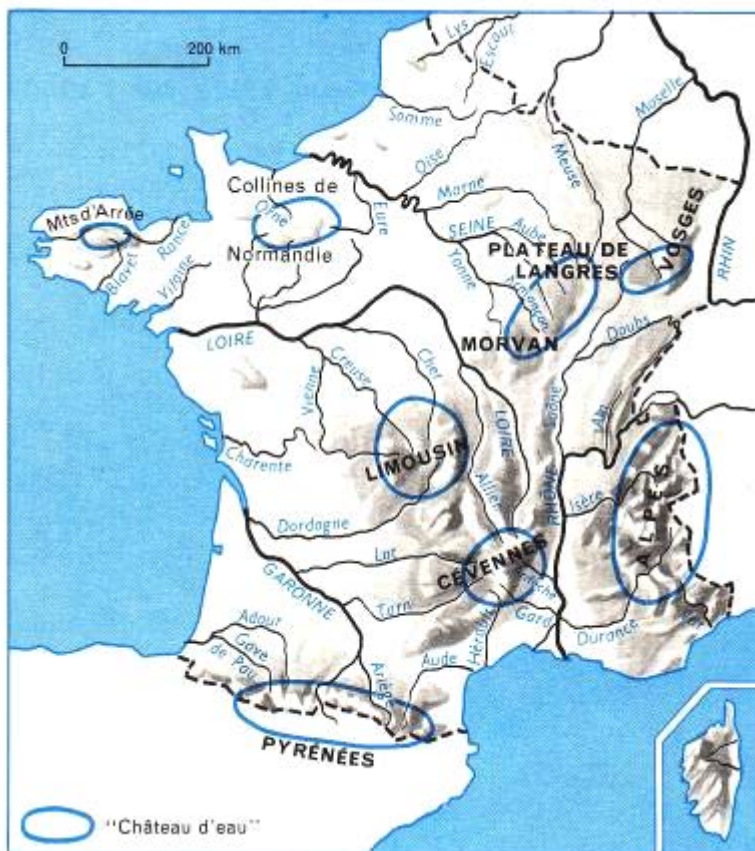 0 200 km
Lys
Escaut
Somme
Oise
Meuse
Moselle
Marne
SEINE
Aube
Yonne
Armançon
PLATEAU DE
LANGRES
VOSGES
RHIN
Collines de
Normandie
Orne
Eure
Mts d'Arrée
Rance
Blavet
Vilaine
MORVAN
Doubs
LOIRE
Creuse
Cher
Vienne
LOIRE
Saône
Ain
LIMOUSIN
Charente
Allier
RHÔNE
Isère
ALPES
Dordogne
Lot
CÉVENNES
GARONNE
Tarn
Hérault
Gard
Durance
Var
Adour
Gave
de Pau
Ariège
Aude
PYRÉNÉES
"Château d'eau"